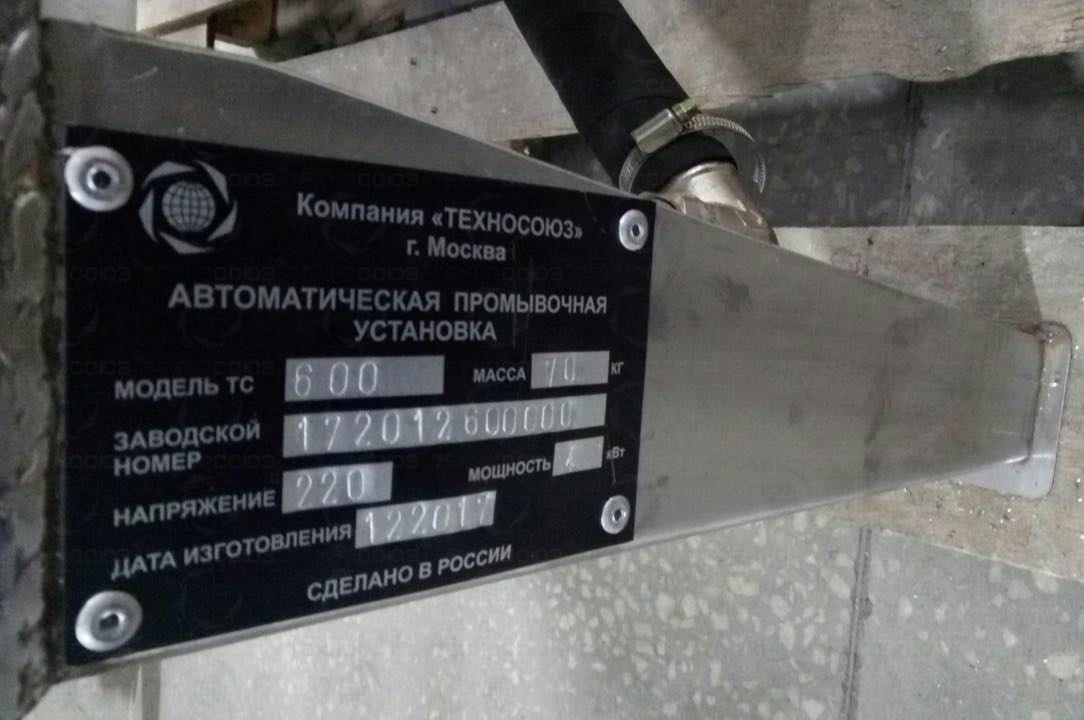 Компания «ТЕХНОСОЮЗ»
г. Москва
АВТОМАТИЧЕСКАЯ ПРОМЫВОЧНАЯ
УСТАНОВКА
МОДЕЛЬ ТС 600 МАССА 70 КГ
ЗАВОДСКОЙ НОМЕР 172012600000
НАПРЯЖЕНИЕ 220 МОЩНОСТЬ кВт
ДАТА ИЗГОТОВЛЕНИЯ 122017
СДЕЛАНО В РОССИИ